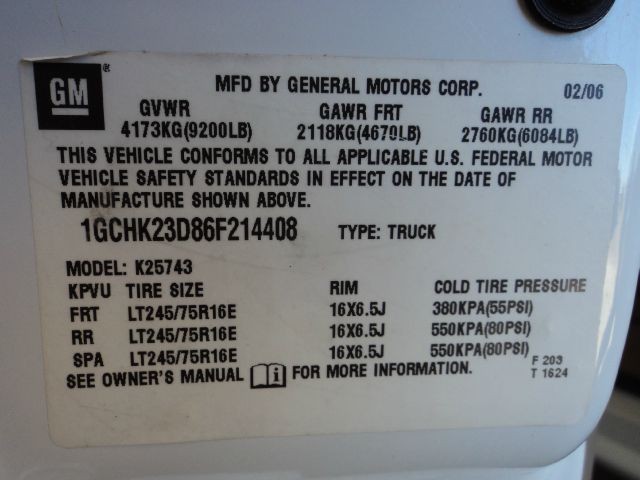 GM ® MFD BY GENERAL MOTORS CORP. 02/06
GVWR GAWR FRT GAWR RR
4173KG(9200LB) 2118KG(4670LB) 2760KG(6084LB)
THIS VEHICLE CONFORMS TO ALL APPLICABLE U.S. FEDERAL MOTOR
VEHICLE SAFETY STANDARDS IN EFFECT ON THE DATE OF
MANUFACTURE SHOWN ABOVE.
1GCHK23D86F214408 TYPE: TRUCK
MODEL: K25743
KPVU TIRE SIZE RIM COLD TIRE PRESSURE
FRT LT245/75R16E 16X6.5J 380KPA(55PSI)
RR LT245/75R16E 16X6.5J 550KPA(80PSI)
SPA LT245/75R16E 16X6.5J 550KPA(80PSI)
SEE OWNER'S MANUAL FOR MORE INFORMATION.
F 203
T 1624